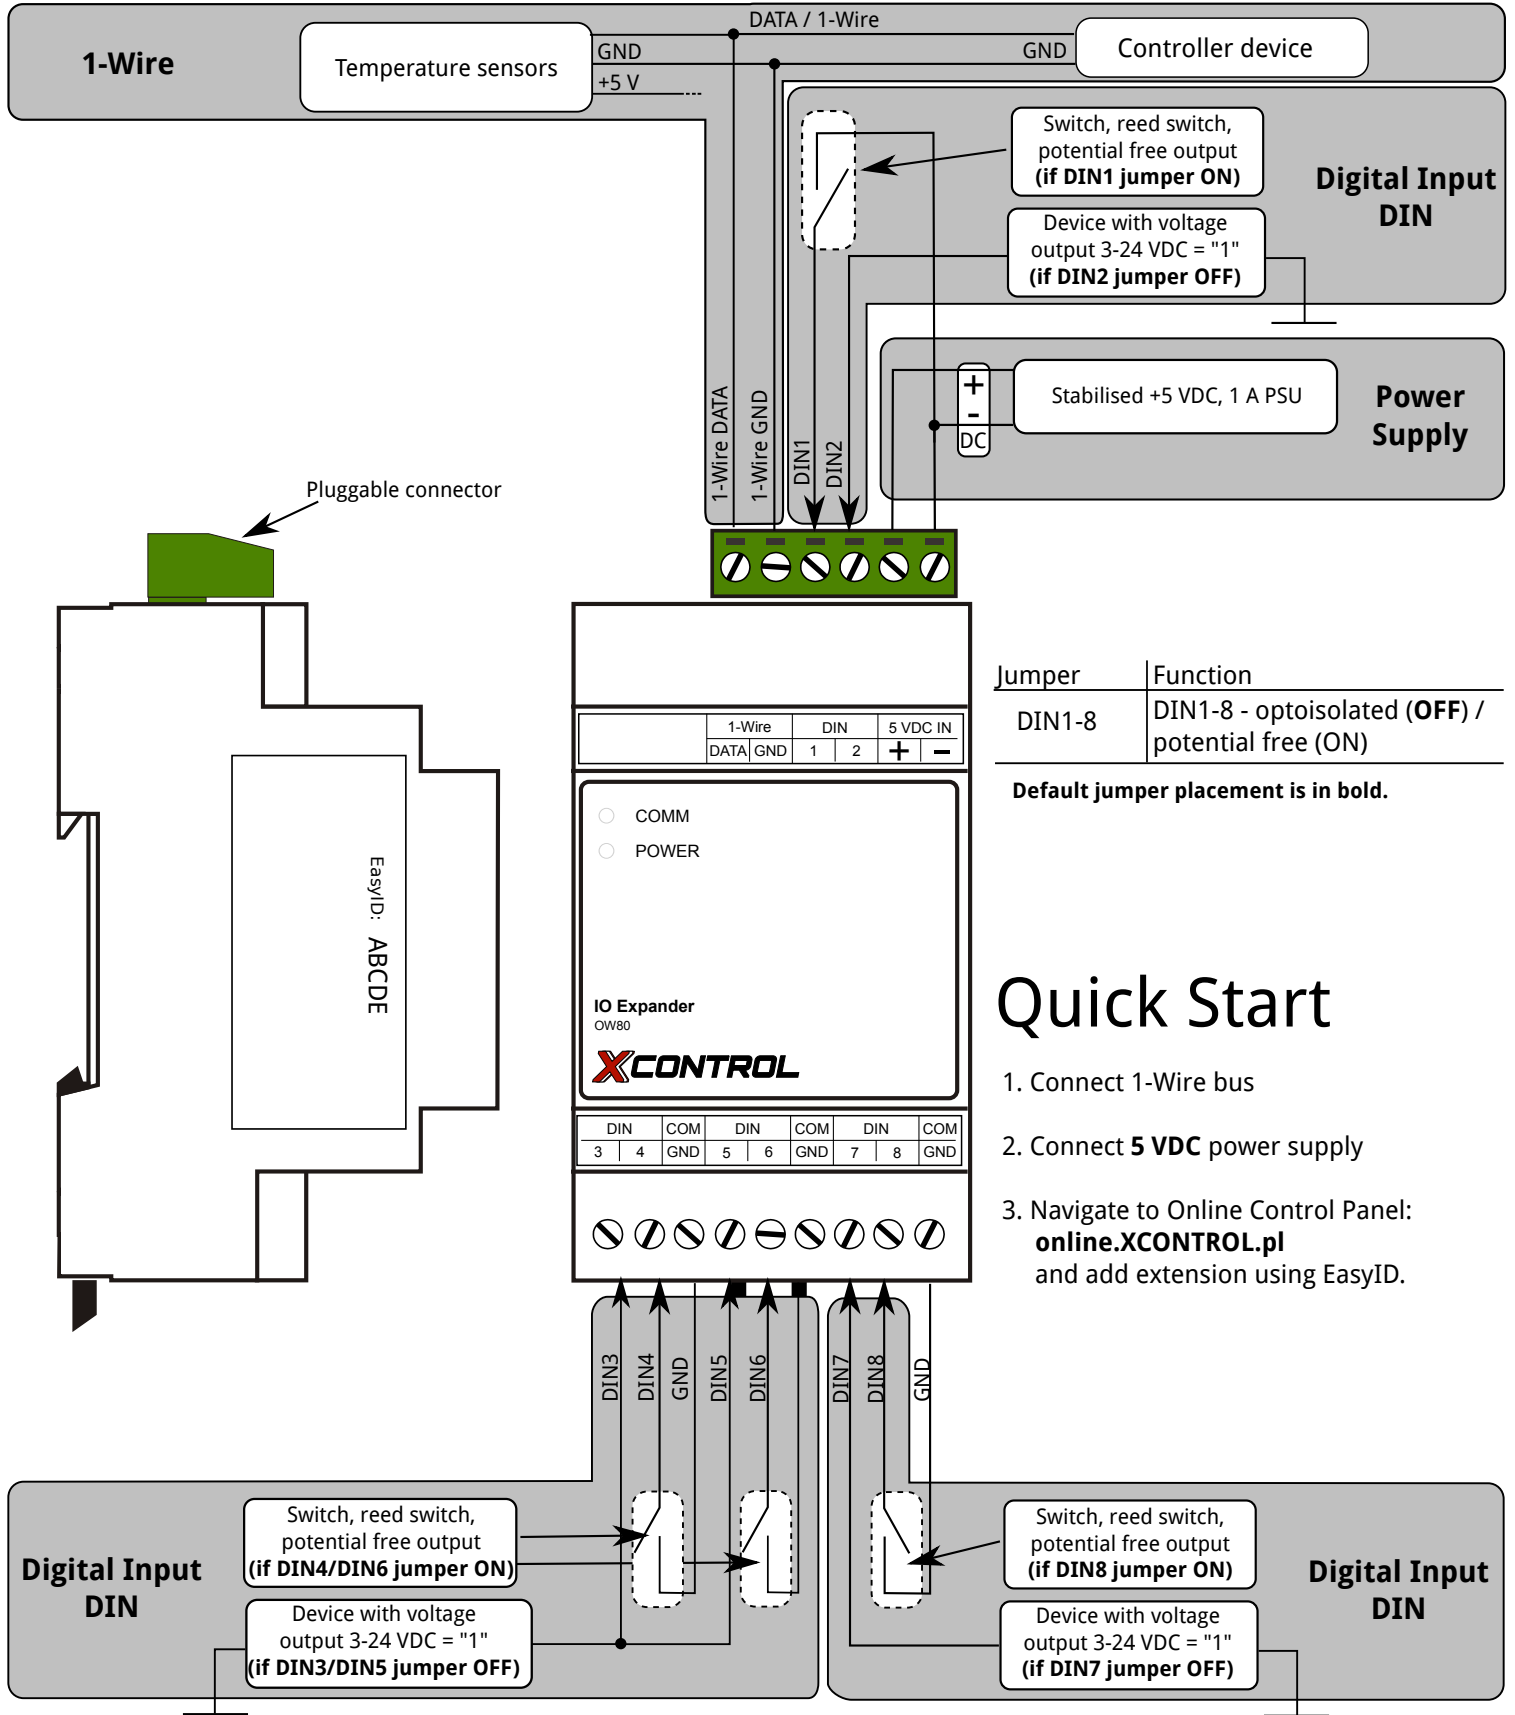 DATA / 1-Wire
1-Wire
Temperature sensors
GND
+5 V
GND
Controller device
Switch, reed switch,
potential free output
(if DIN1 jumper ON)
Digital Input
DIN
Device with voltage
output 3-24 VDC = "1"
(if DIN2 jumper OFF)
+
-
DC
Stabilised +5 VDC, 1 A PSU
Power
Supply
1-Wire DATA
1-Wire GND
DIN1
DIN2
Pluggable connector
Jumper
Function
DIN1-8
DIN1-8 - optoisolated (OFF) /
potential free (ON)
Default jumper placement is in bold.
1-Wire
DIN
5 VDC IN
DATA
GND
1
2
+
-
COMM
POWER
EasyID: ABCDE
IO Expander
OW80
XCONTROL
Quick Start
1. Connect 1-Wire bus
2. Connect 5 VDC power supply
3. Navigate to Online Control Panel:
online.XCONTROL.pl
and add extension using EasyID.
DIN
COM
DIN
COM
DIN
COM
3
4
GND
5
6
GND
7
8
GND
DIN3
DIN4
GND
DIN5
DIN6
DIN7
DIN8
GND
Digital Input
DIN
Switch, reed switch,
potential free output
(if DIN4/DIN6 jumper ON)
Device with voltage
output 3-24 VDC = "1"
(if DIN3/DIN5 jumper OFF)
Switch, reed switch,
potential free output
(if DIN8 jumper ON)
Device with voltage
output 3-24 VDC = "1"
(if DIN7 jumper OFF)
Digital Input
DIN